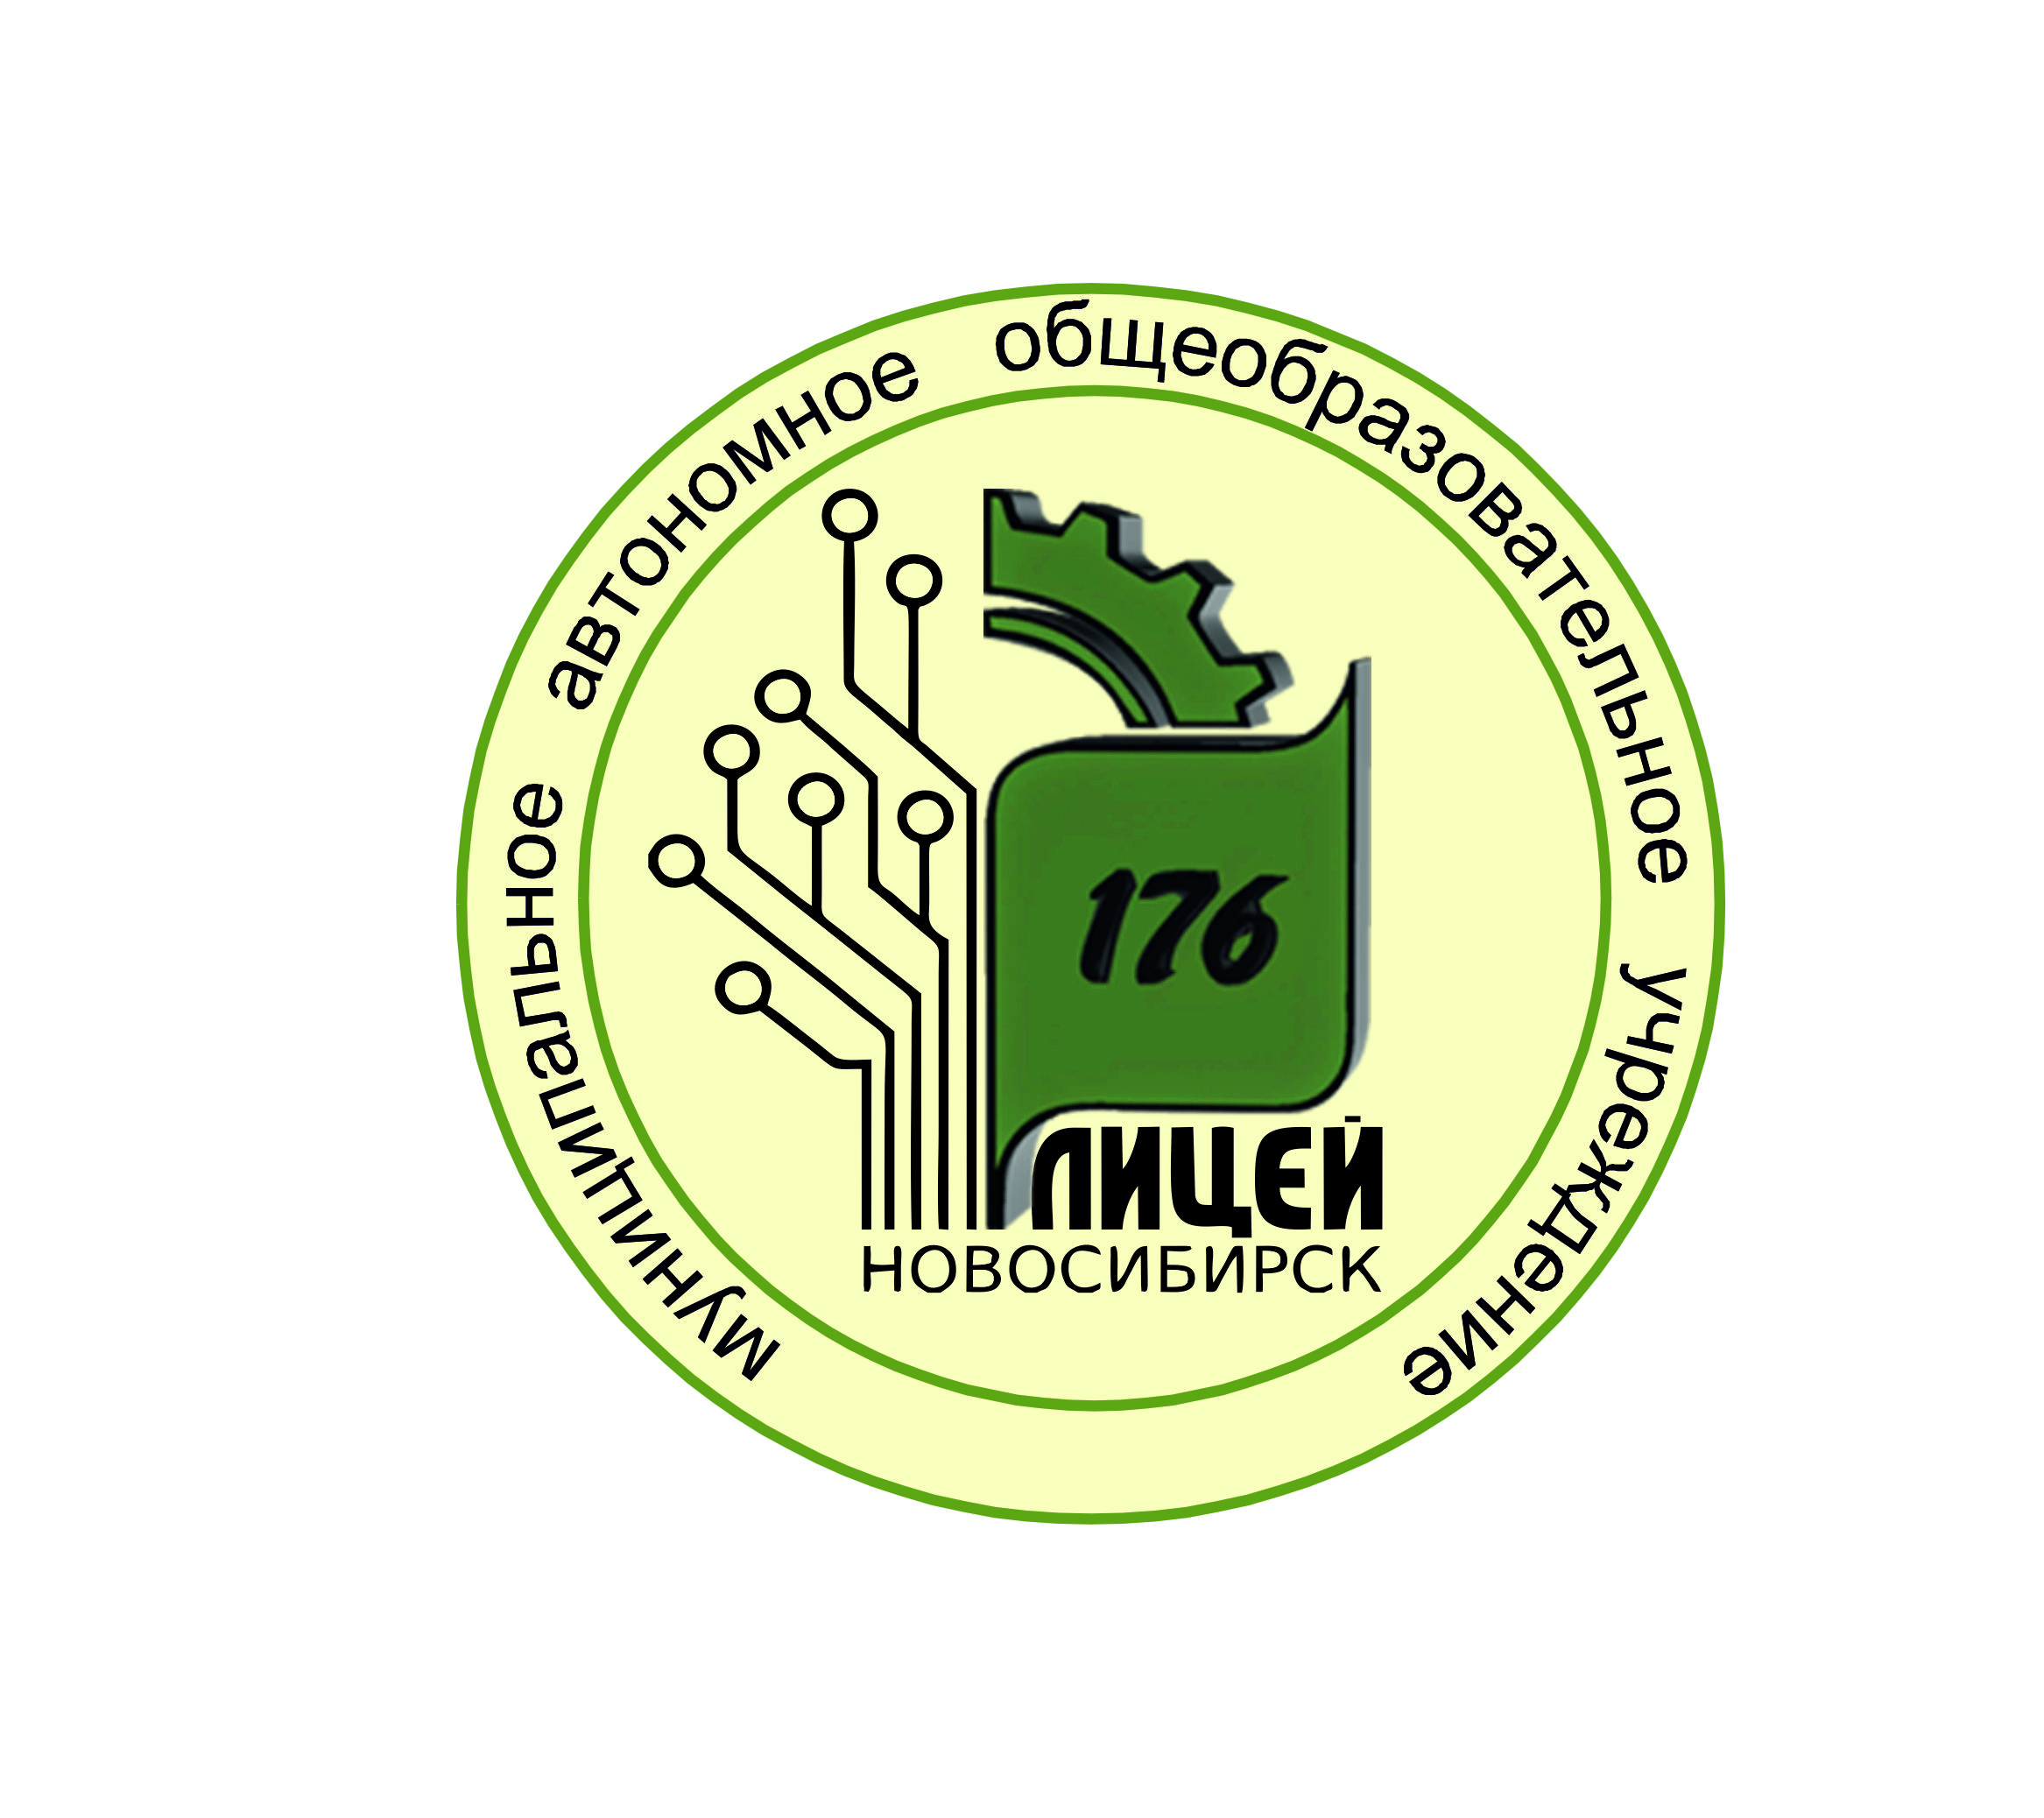 муниципальное автономное общеобразовательное учреждение
176
ЛИЦЕЙ
НОВОСИБИРСК